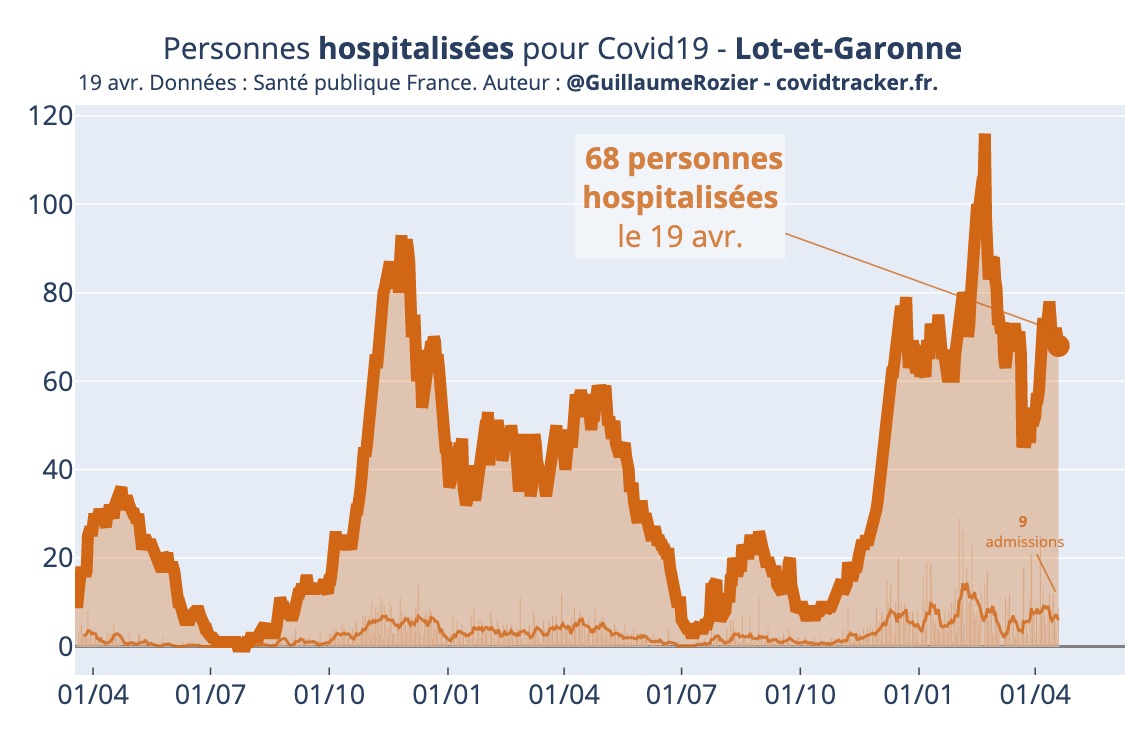 Personnes hospitalisées pour Covid19 - Lot-et-Garonne
19 avr. Données : Santé publique France. Auteur : @GuillaumeRozier - covidtracker.fr.
120
100
80
60
40
20
0
68 personnes
hospitalisées
le 19 avr.
9
admissions
01/04 01/07 01/10 01/01 01/04 01/07 01/10 01/01 01/04